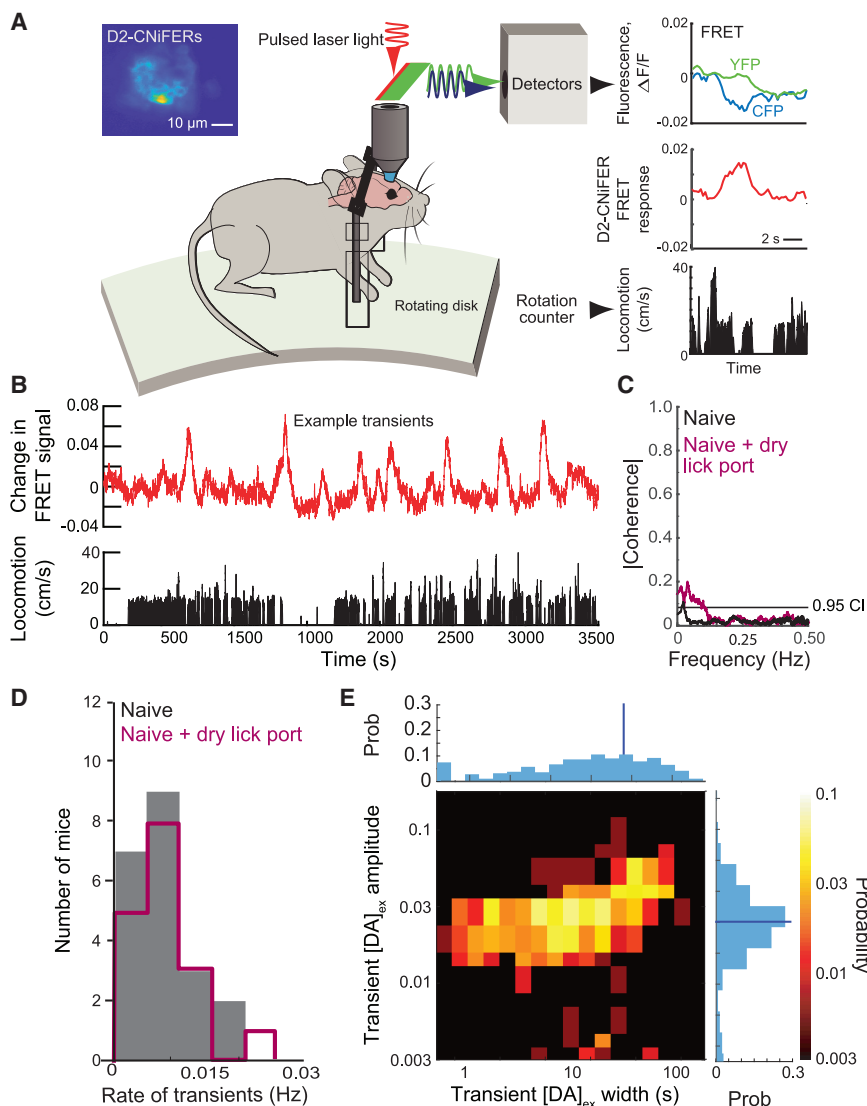 A
D2-CNiFERs
10 μm
Pulsed laser light
Detectors
Rotating disk
Rotation
counter
Fluorescence,
ΔF/F
0.02
0
-0.02
FRET
YFP
CFP
D2-CNiFER
FRET
response
0.02
0
-0.02
2 s
Locomotion
(cm/s)
40
20
0
Time
B
Change in
FRET signal
0.08
0.04
0
-0.04
Example transients
Locomotion
(cm/s)
40
20
0
0
500
1500
1000
2000
2500
3000
3500
Time (s)
C
Naive
Naive + dry
lick port
|Coherence|
1.0
0.8
0.6
0.4
0.2
0
0.95 CI
0
0.25
0.50
Frequency (Hz)
D
Naive
Naive + dry lick port
Number of mice
12
10
8
6
4
2
0
0
0.015
0.03
Rate of transients (Hz)
E
Prob
0.3
0.2
0.1
0
Transient [DA]ex amplitude
0.1
0.03
0.01
0.003
1
10
100
Transient [DA]ex width (s)
0
0.3
Prob
0.1
0.03
0.01
0.003
Probability